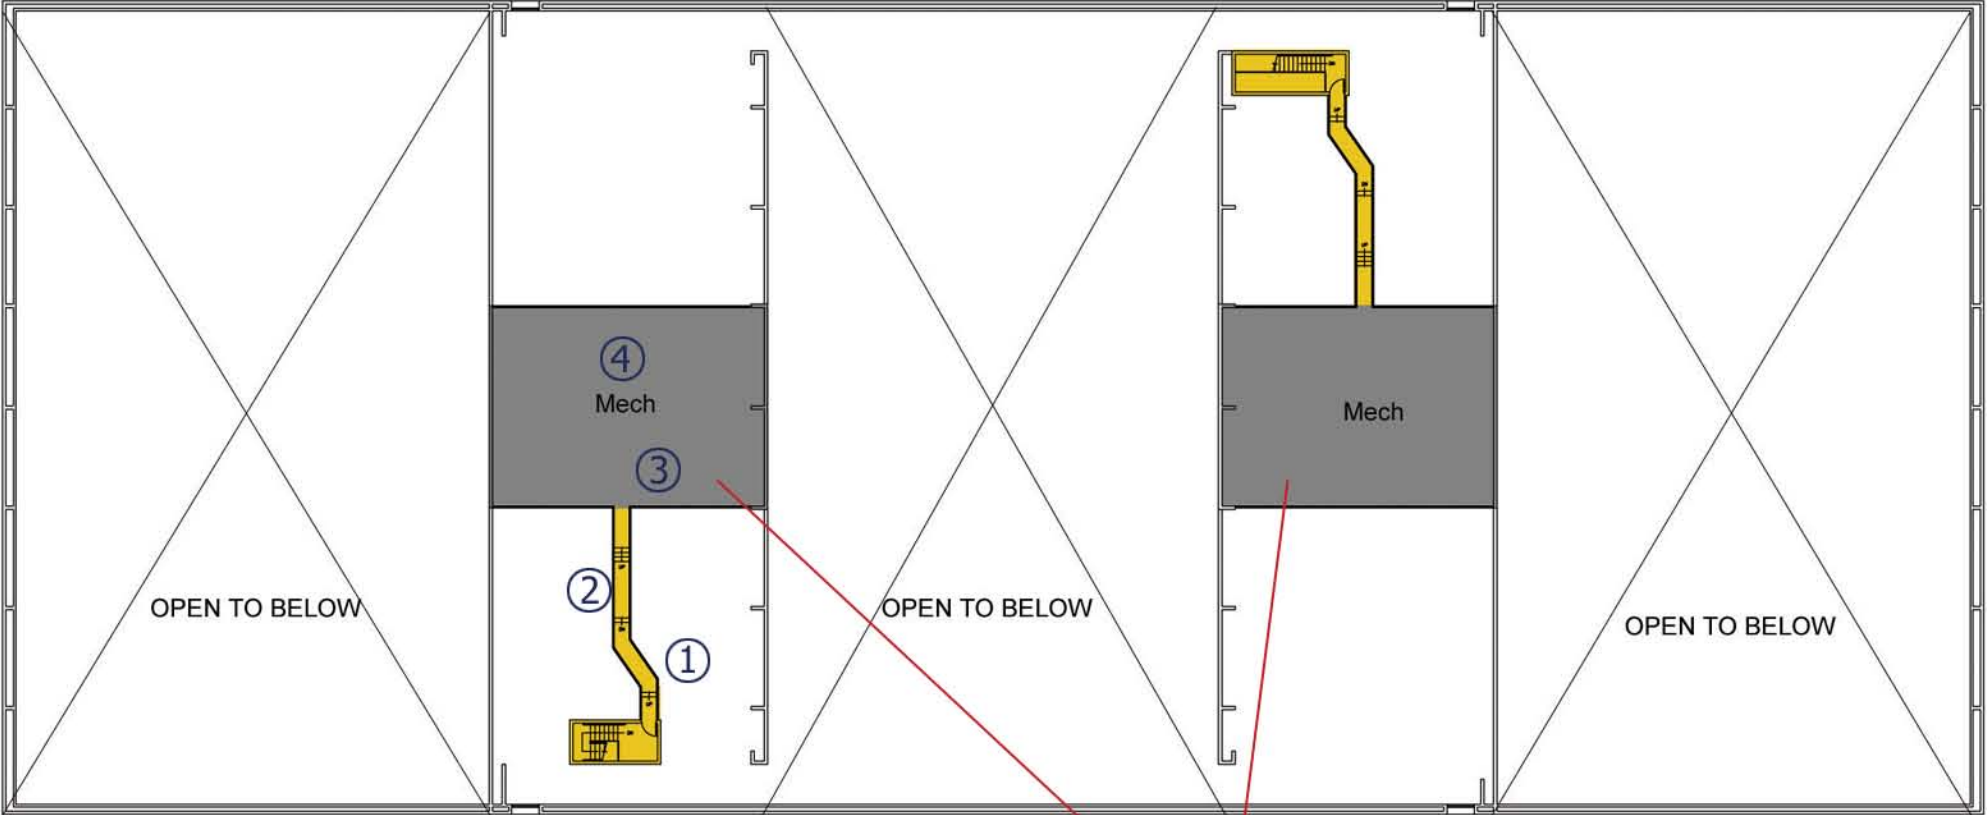 ④
Mech
Mech
③
②
OPEN TO BELOW
OPEN TO BELOW
OPEN TO BELOW
①